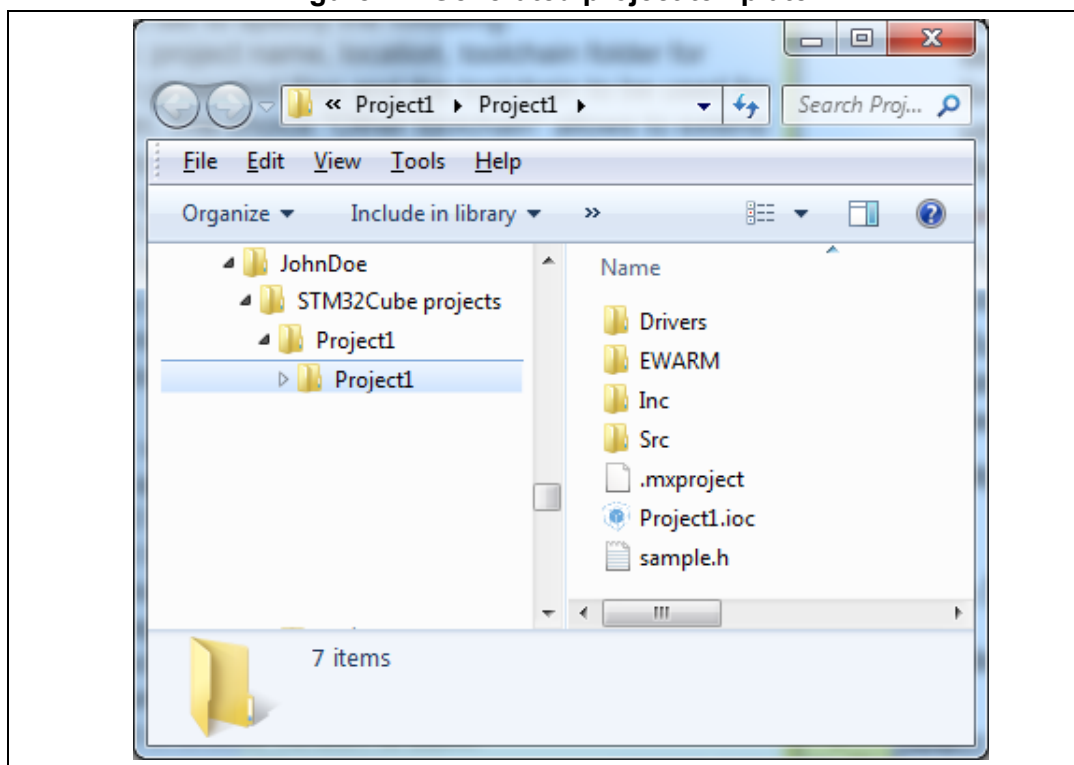 « Project1 ▸ Project1 ▸ Search Proj...
File Edit View Tools Help
Organize Include in library »
JohnDoe
STM32Cube projects
Project1
Project1
Name
Drivers
EWARM
Inc
Src
.mxproject
Project1.ioc
sample.h
7 items